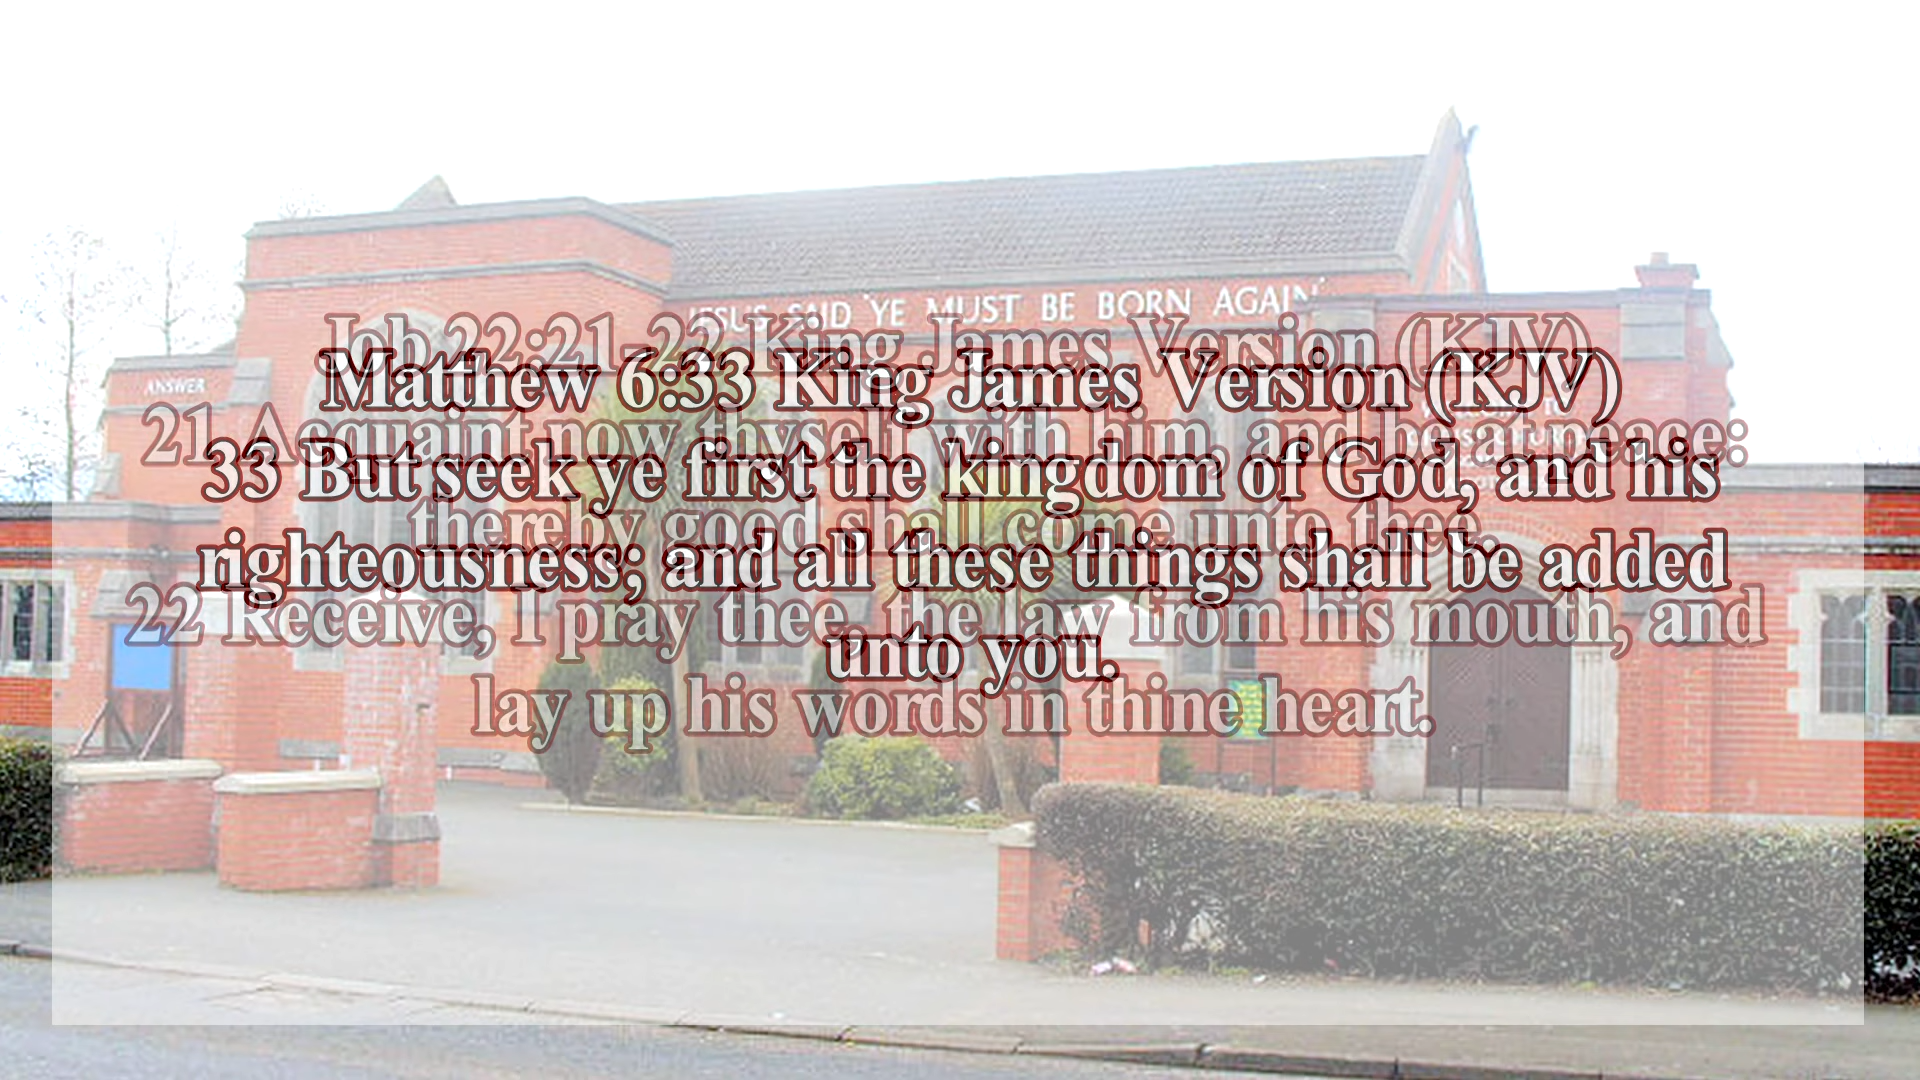 JESUS SAID 'YE MUST BE BORN AGAIN'
ANSWER
Job 22:21-22 King James Version (KJV)
21 Acquaint now thyself with him, and be at peace:
thereby good shall come unto thee.
22 Receive, I pray thee, the law from his mouth, and
lay up his words in thine heart.
Matthew 6:33 King James Version (KJV)
33 But seek ye first the kingdom of God, and his
righteousness; and all these things shall be added
unto you.